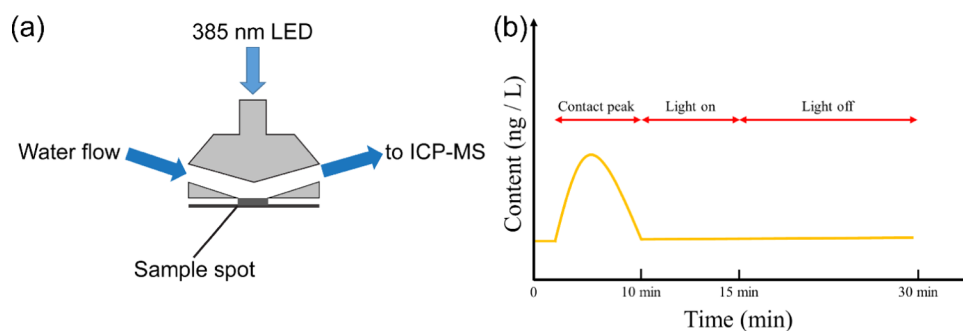 (a)
385 nm LED
Water flow
to ICP-MS
Sample spot
(b)
Content (ng / L)
Contact peak
Light on
Light off
0
10 min
15 min
30 min
Time (min)